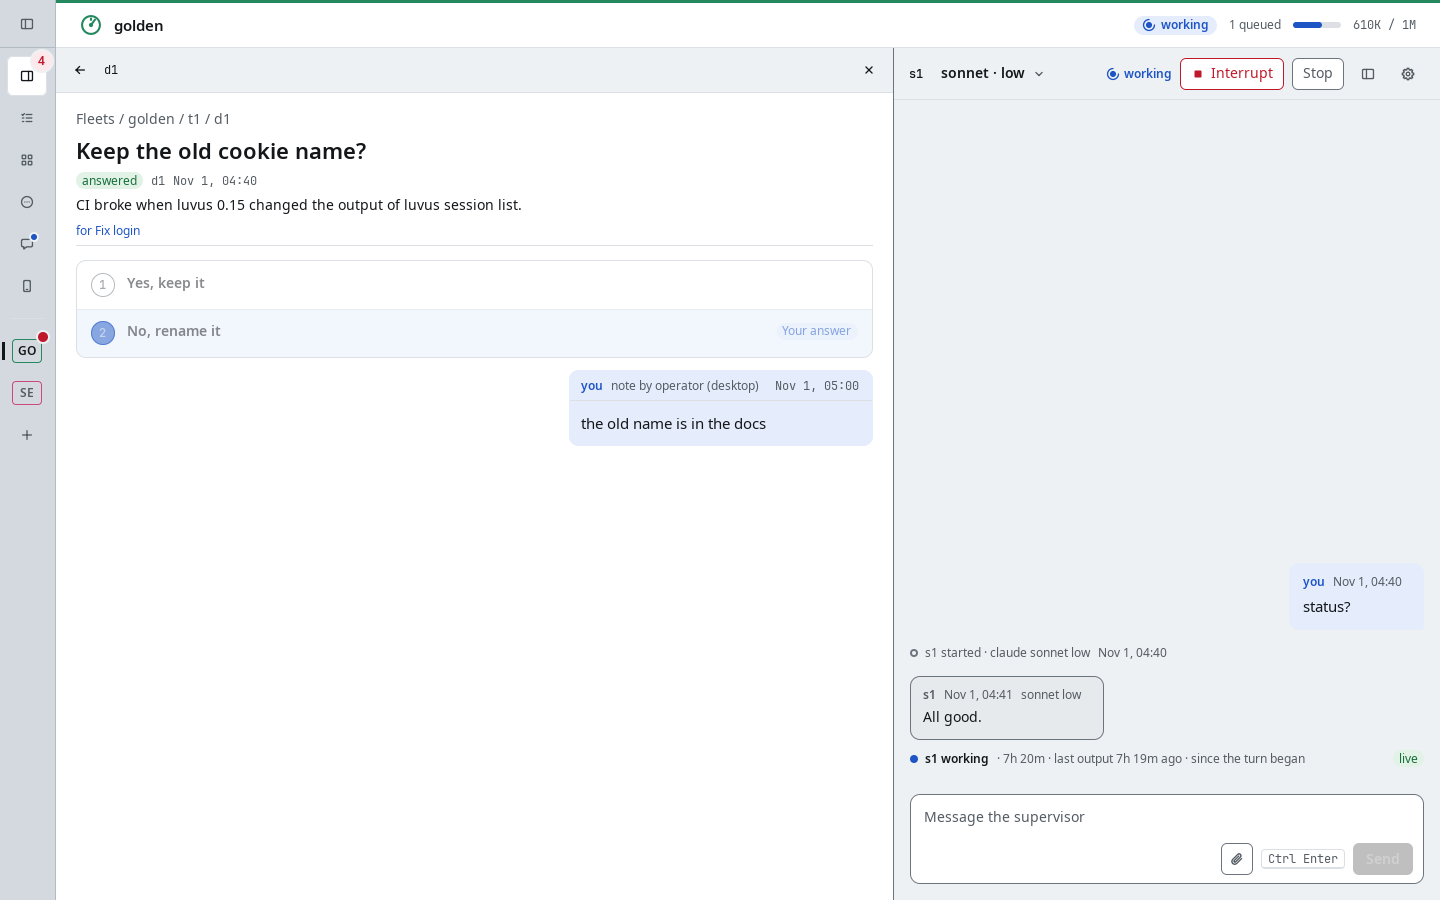 golden
working
1 queued
610K / 1M
4
GO
SE
d1
Fleets / golden / t1 / d1
Keep the old cookie name?
answered d1 Nov 1, 04:40
CI broke when luvus 0.15 changed the output of luvus session list.
for Fix login
1 Yes, keep it
2 No, rename it Your answer
you note by operator (desktop) Nov 1, 05:00
the old name is in the docs
s1 sonnet · low working Interrupt Stop
you Nov 1, 04:40
status?
s1 started · claude sonnet low Nov 1, 04:40
s1 Nov 1, 04:41 sonnet low
All good.
s1 working · 7h 20m · last output 7h 19m ago · since the turn began live
Message the supervisor
Ctrl Enter Send